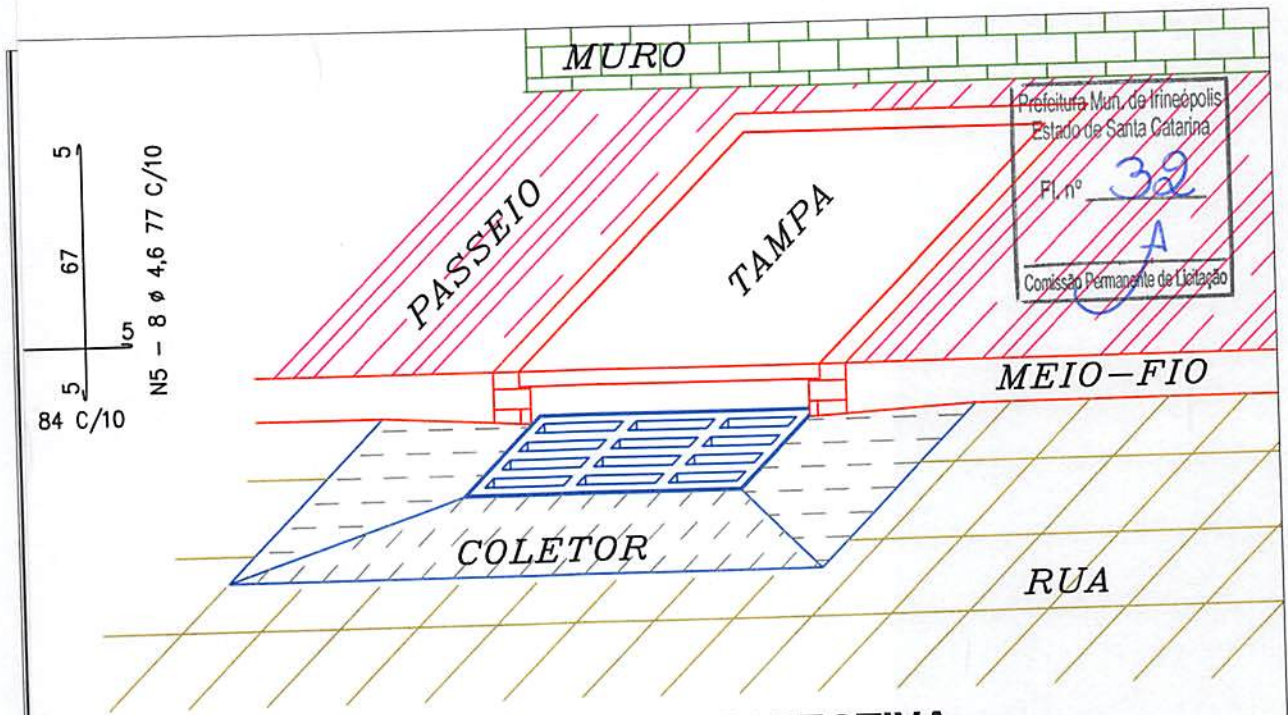 MURO
Prefeitura Mun. de Irineópolis
Estado de Santa Catarina
Fl. nº 32
Comissão Permanente de Licitação
PASSEIO
TAMPA
5
67
5
5
N5 - 8 ø 4,6 77 C/10
84 C/10
MEIO-FIO
COLETOR
RUA